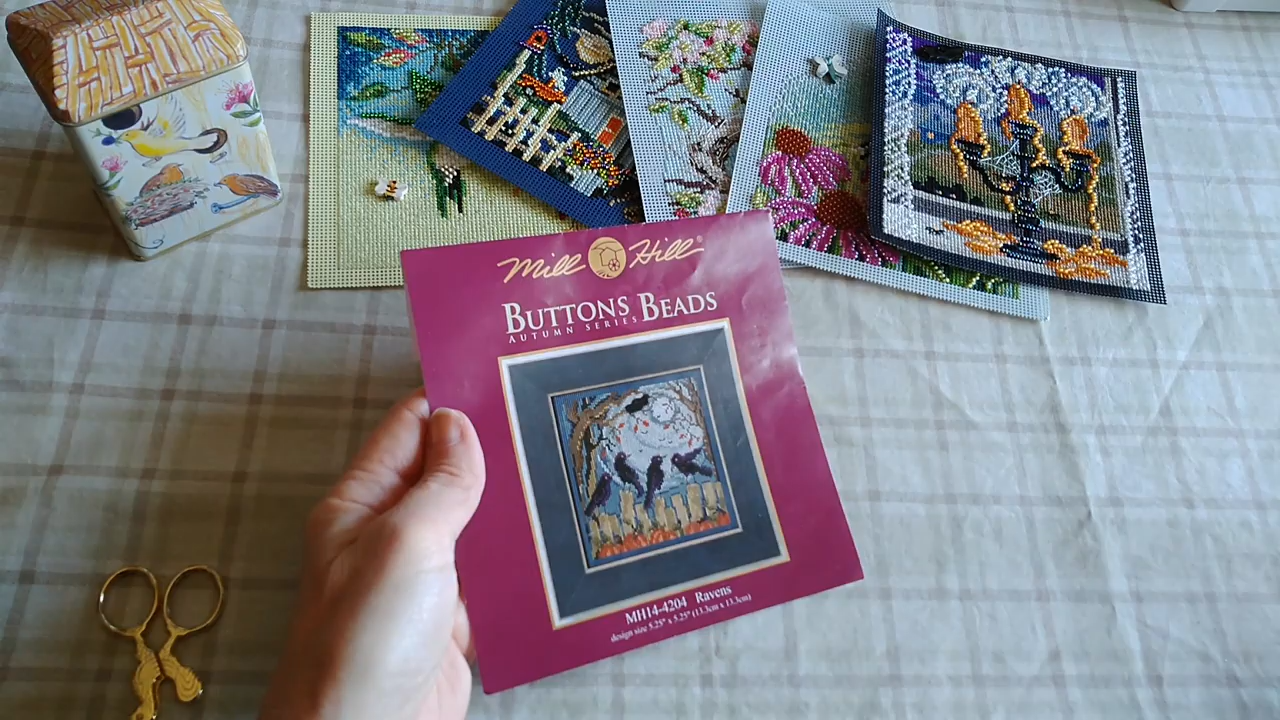 Mill Hill®
BUTTONS BEADS
AUTUMN SERIES
MH14-4204 Ravens
design size 5.25" x 5.25" (13.3cm x 13.3cm)